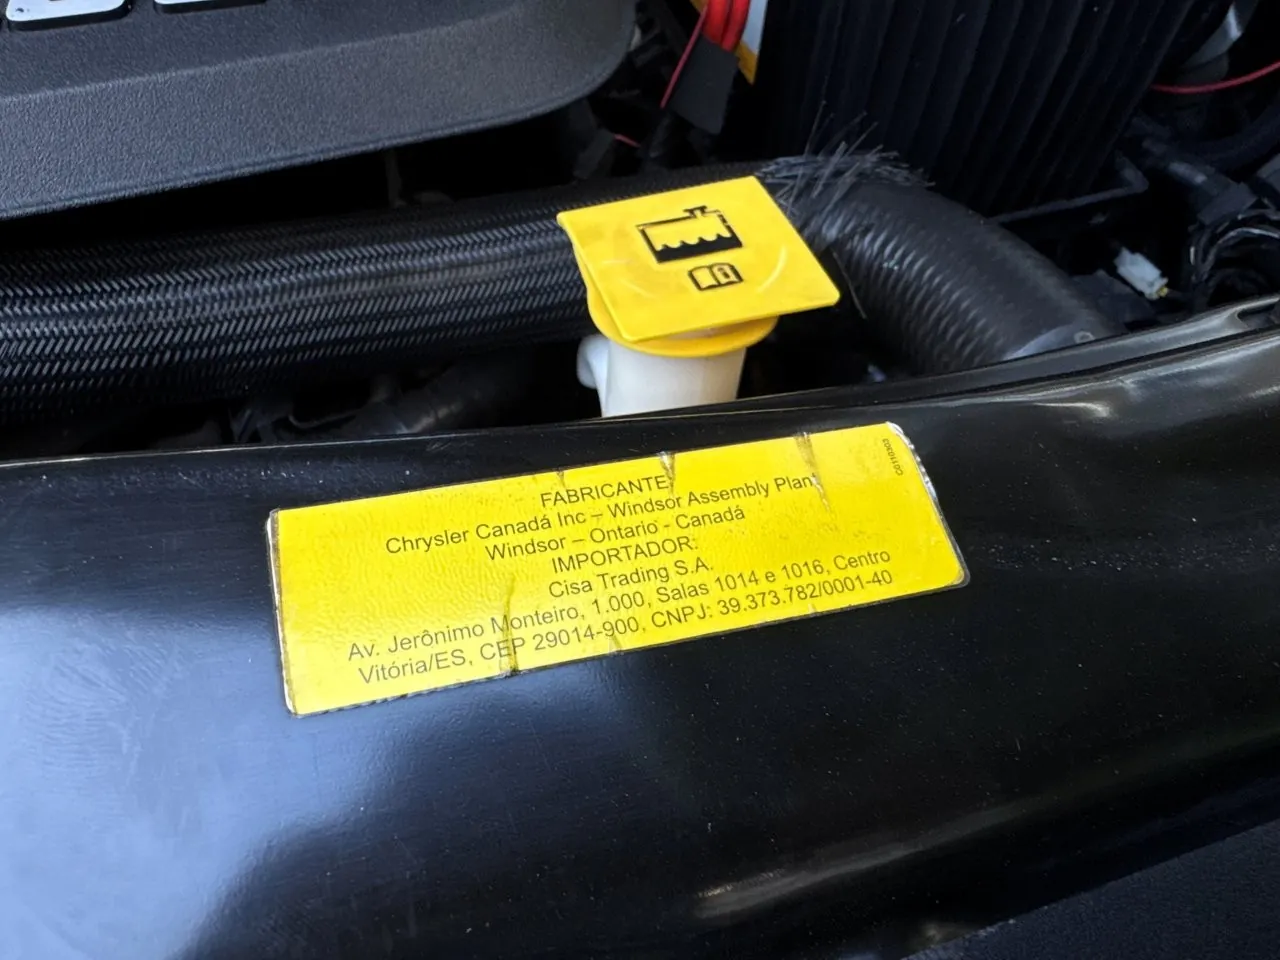 FABRICANTE:
Chrysler Canadá Inc – Windsor Assembly Plant
Windsor – Ontario - Canadá
IMPORTADOR:
Cisa Trading S.A.
Av. Jerônimo Monteiro, 1.000, Salas 1014 e 1016, Centro
Vitória/ES, CEP 29014-900, CNPJ: 39.373.782/0001-40